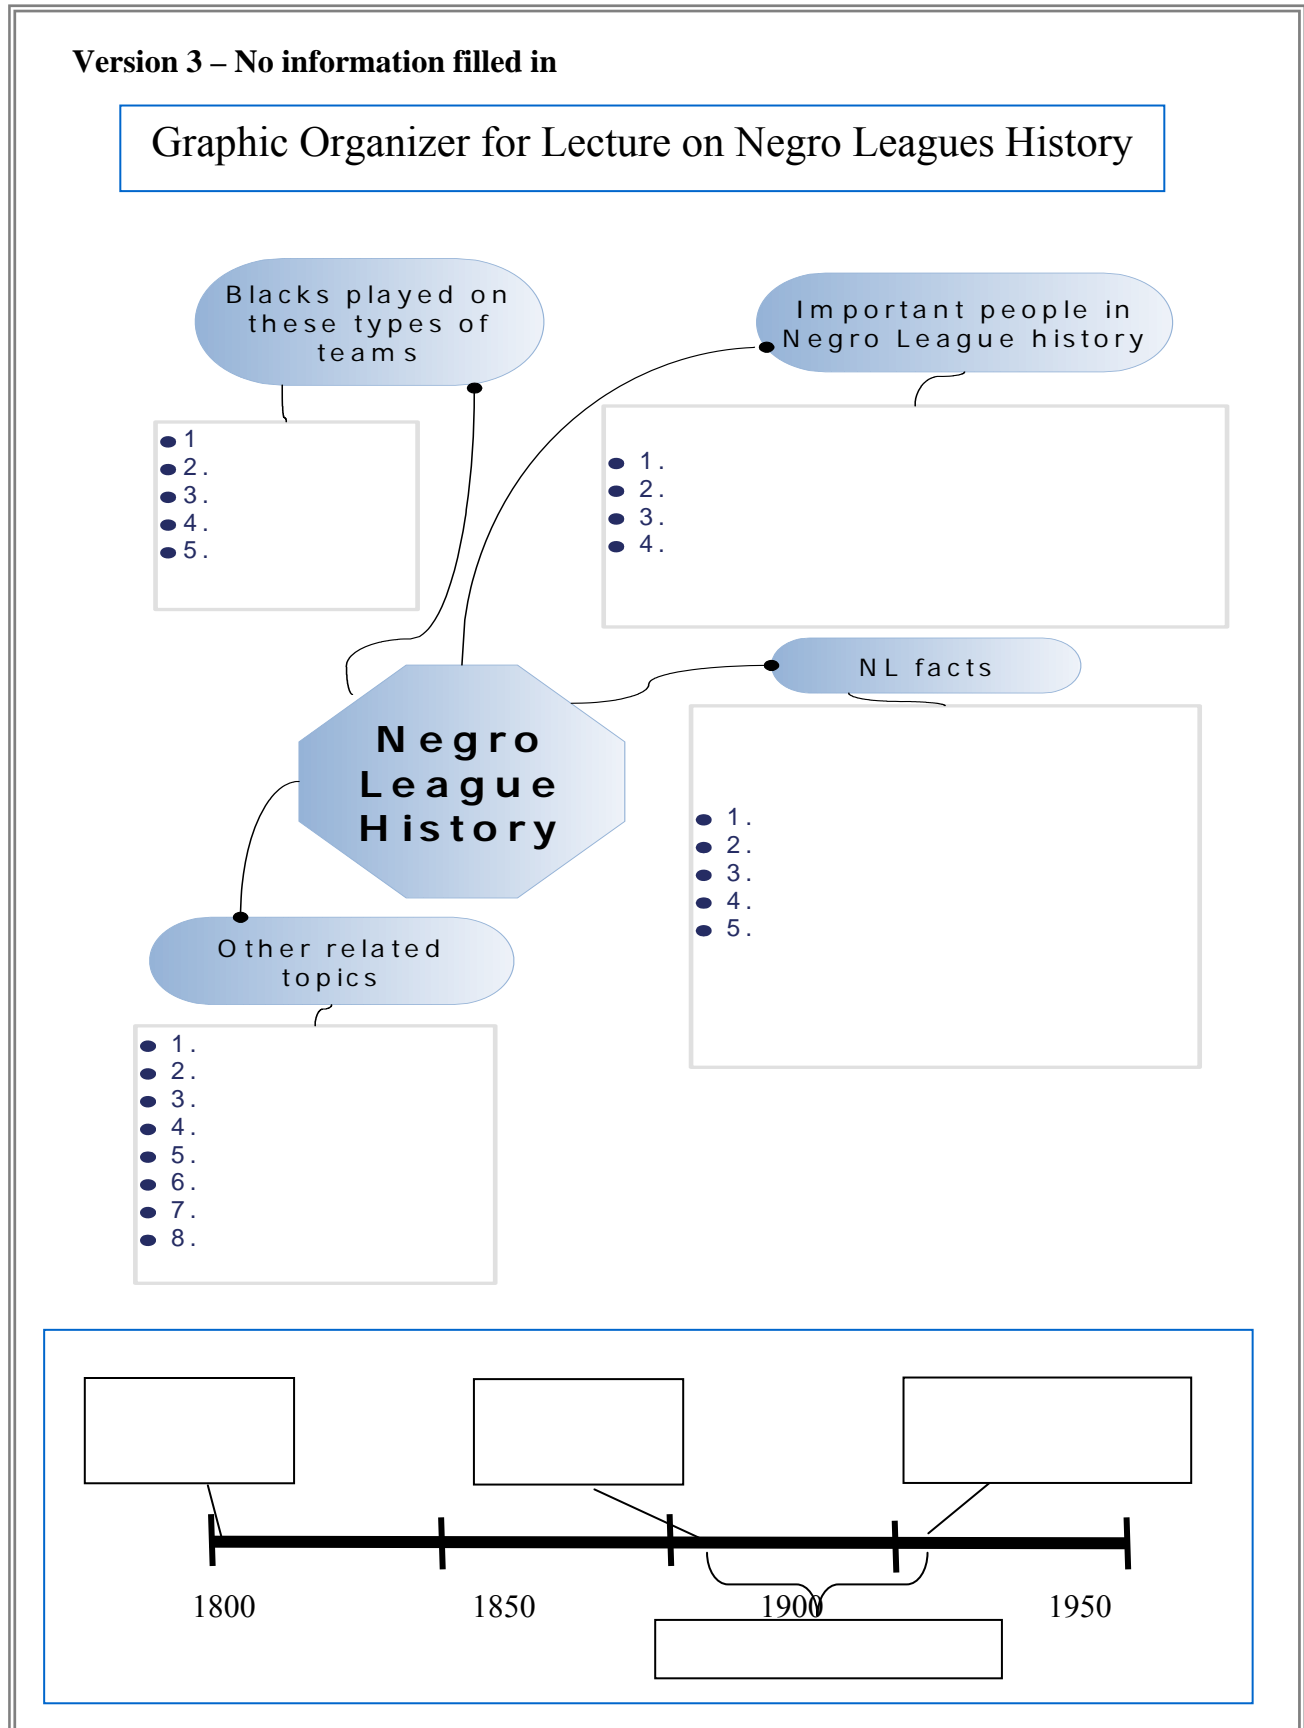 Version 3 – No information filled in
Graphic Organizer for Lecture on Negro Leagues History
Blacks played on
these types of
teams
1
2.
3.
4.
5.
Important people in
Negro League history
1.
2.
3.
4.
NL facts
1.
2.
3.
4.
5.
Negro
League
History
Other related
topics
1.
2.
3.
4.
5.
6.
7.
8.
1800 1850 1900 1950